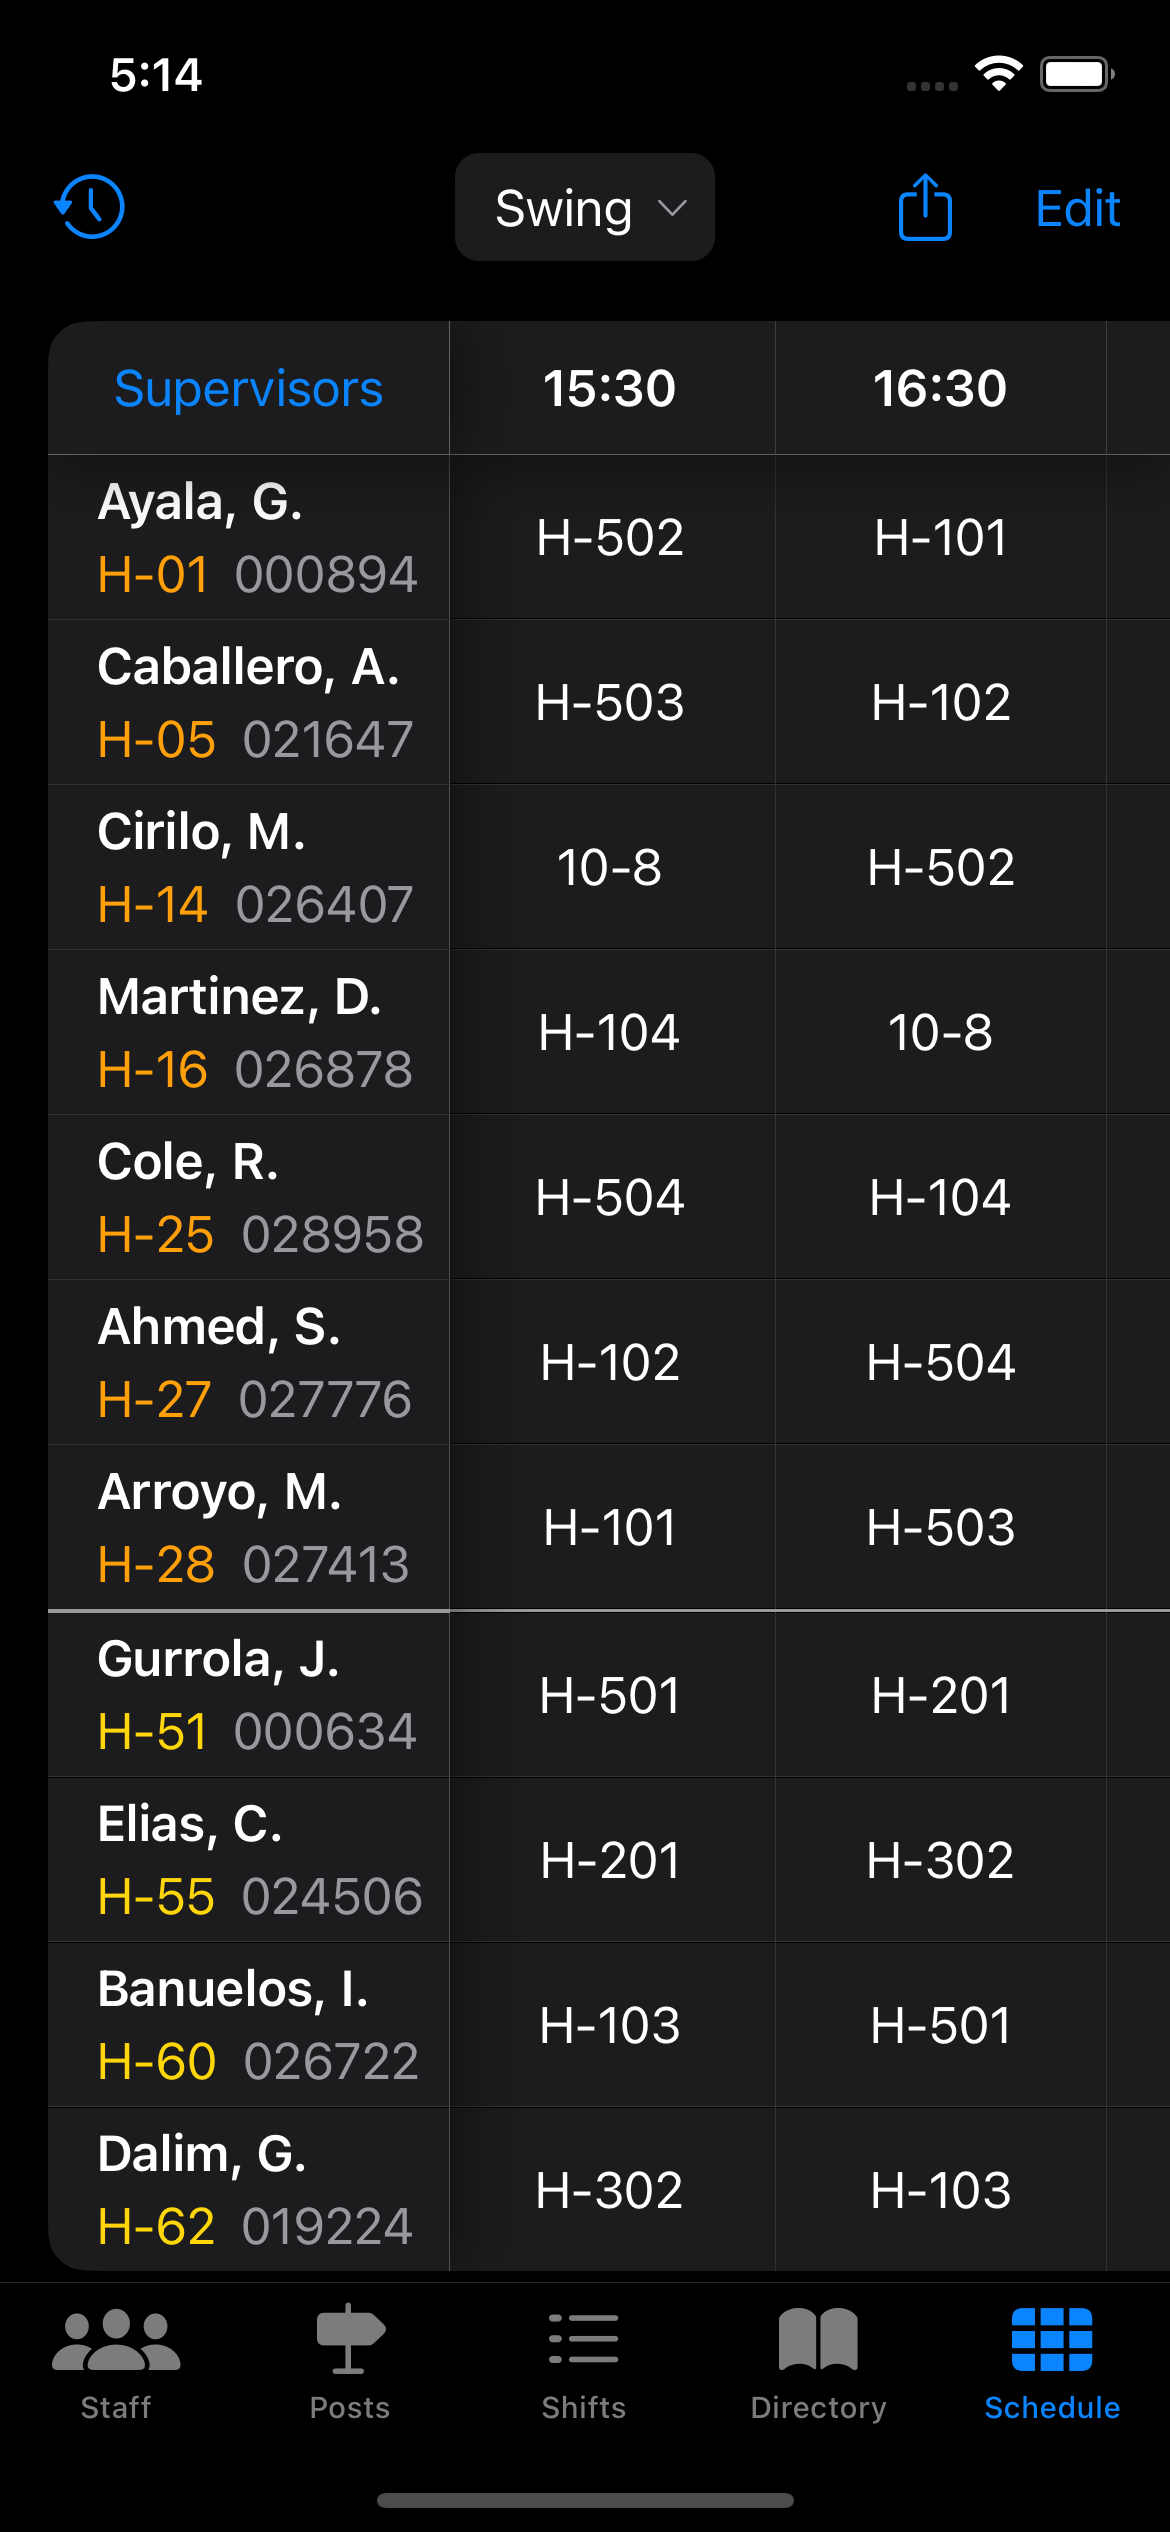 5:14
Swing
Edit
Supervisors 15:30 16:30
Ayala, G.
H-01 000894 H-502 H-101
Caballero, A.
H-05 021647 H-503 H-102
Cirilo, M.
H-14 026407 10-8 H-502
Martinez, D.
H-16 026878 H-104 10-8
Cole, R.
H-25 028958 H-504 H-104
Ahmed, S.
H-27 027776 H-102 H-504
Arroyo, M.
H-28 027413 H-101 H-503
Gurrola, J.
H-51 000634 H-501 H-201
Elias, C.
H-55 024506 H-201 H-302
Banuelos, I.
H-60 026722 H-103 H-501
Dalim, G.
H-62 019224 H-302 H-103
Staff Posts Shifts Directory Schedule